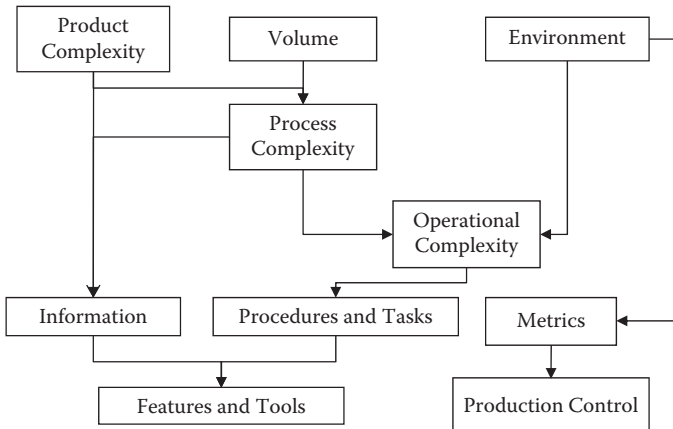 Product
Complexity
Volume
Environment
Process
Complexity
Operational
Complexity
Information
Procedures and Tasks
Metrics
Features and Tools
Production Control